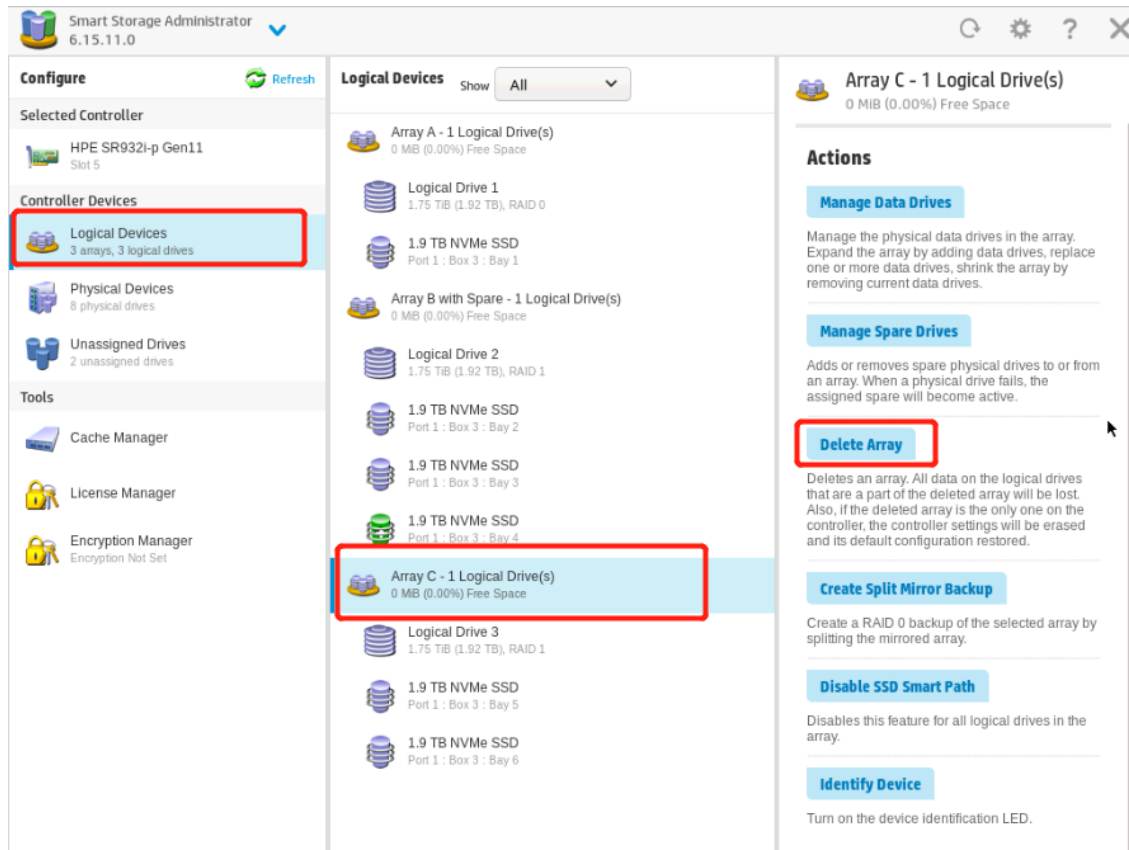 Smart Storage Administrator
6.15.11.0
?
Configure
Refresh
Selected Controller
HPE SR932i-p Gen11
Slot 5
Controller Devices
Logical Devices
3 arrays, 3 logical drives
Physical Devices
8 physical drives
Unassigned Drives
2 unassigned drives
Tools
Cache Manager
License Manager
Encryption Manager
Encryption Not Set
Logical Devices Show All
Array A - 1 Logical Drive(s)
0 MiB (0.00%) Free Space
Logical Drive 1
1.75 TiB (1.92 TB), RAID 0
1.9 TB NVMe SSD
Port 1 : Box 3 : Bay 1
Array B with Spare - 1 Logical Drive(s)
0 MiB (0.00%) Free Space
Logical Drive 2
1.75 TiB (1.92 TB), RAID 1
1.9 TB NVMe SSD
Port 1 : Box 3 : Bay 2
1.9 TB NVMe SSD
Port 1 : Box 3 : Bay 3
1.9 TB NVMe SSD
Port 1 : Box 3 : Bay 4
Array C - 1 Logical Drive(s)
0 MiB (0.00%) Free Space
Logical Drive 3
1.75 TiB (1.92 TB), RAID 1
1.9 TB NVMe SSD
Port 1 : Box 3 : Bay 5
1.9 TB NVMe SSD
Port 1 : Box 3 : Bay 6
Array C - 1 Logical Drive(s)
0 MiB (0.00%) Free Space
Actions
Manage Data Drives
Manage the physical data drives in the array.
Expand the array by adding data drives, replace
one or more data drives, shrink the array by
removing current data drives.
Manage Spare Drives
Adds or removes spare physical drives to or from
an array. When a physical drive fails, the
assigned spare will become active.
Delete Array
Deletes an array. All data on the logical drives
that are a part of the deleted array will be lost.
Also, if the deleted array is the only one on the
controller, the controller settings will be erased
and its default configuration restored.
Create Split Mirror Backup
Create a RAID 0 backup of the selected array by
splitting the mirrored array.
Disable SSD Smart Path
Disables this feature for all logical drives in the
array.
Identify Device
Turn on the device identification LED.